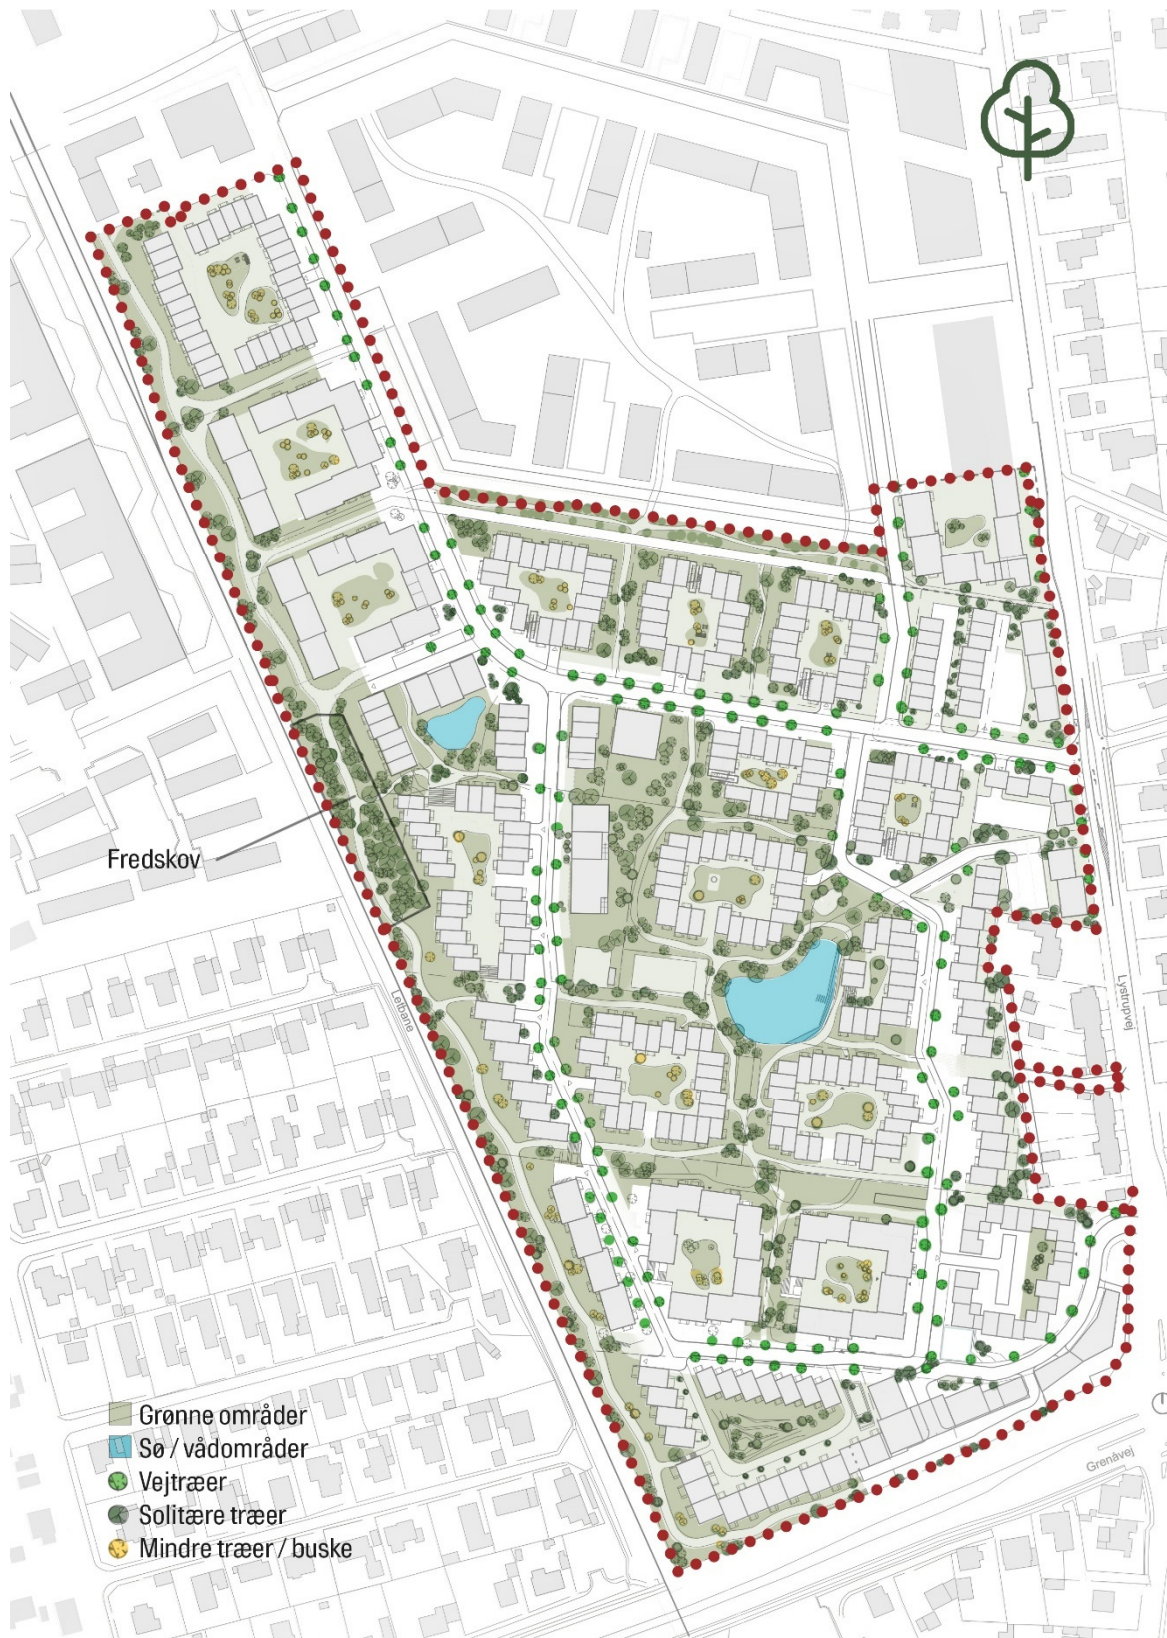 Fredskov
Letbane
Lystrupvej
Grenåvej
Grønne områder
Sø / vådområder
Vejtræer
Solitære træer
Mindre træer / buske